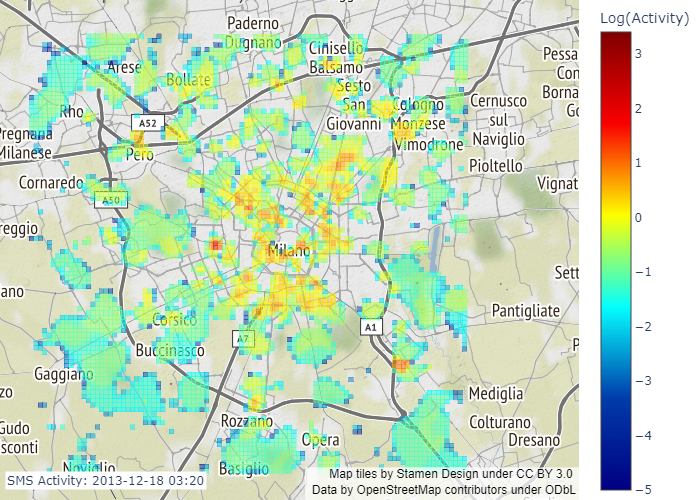 Log(Activity)
Paderno
Dugnano
Cinisello
Balsamo
Arese
Bollate
Sesto
San
Giovanni
Pessa
Con
Borna
Go
Rho
A52
Cologno
Monzese
Cernusco
sul
Naviglio
Pregnana
Milanese
Pero
Vimodrone
Pioltello
Cornaredo
A50
Vignat
reggio
Milano
Sett
ano
Pantigliate
Corsico
A7
A1
Buccinasco
P
Gaggiano
zo
Mediglia
Rozzano
Colturano
Gudo
sconti
Opera
Dresano
Noviglio
Basiglio
SMS Activity: 2013-12-18 03:20
Map tiles by Stamen Design under CC BY 3.0
Data by OpenStreetMap contributors under ODbL
3
2
1
0
−1
−2
−3
−4
−5